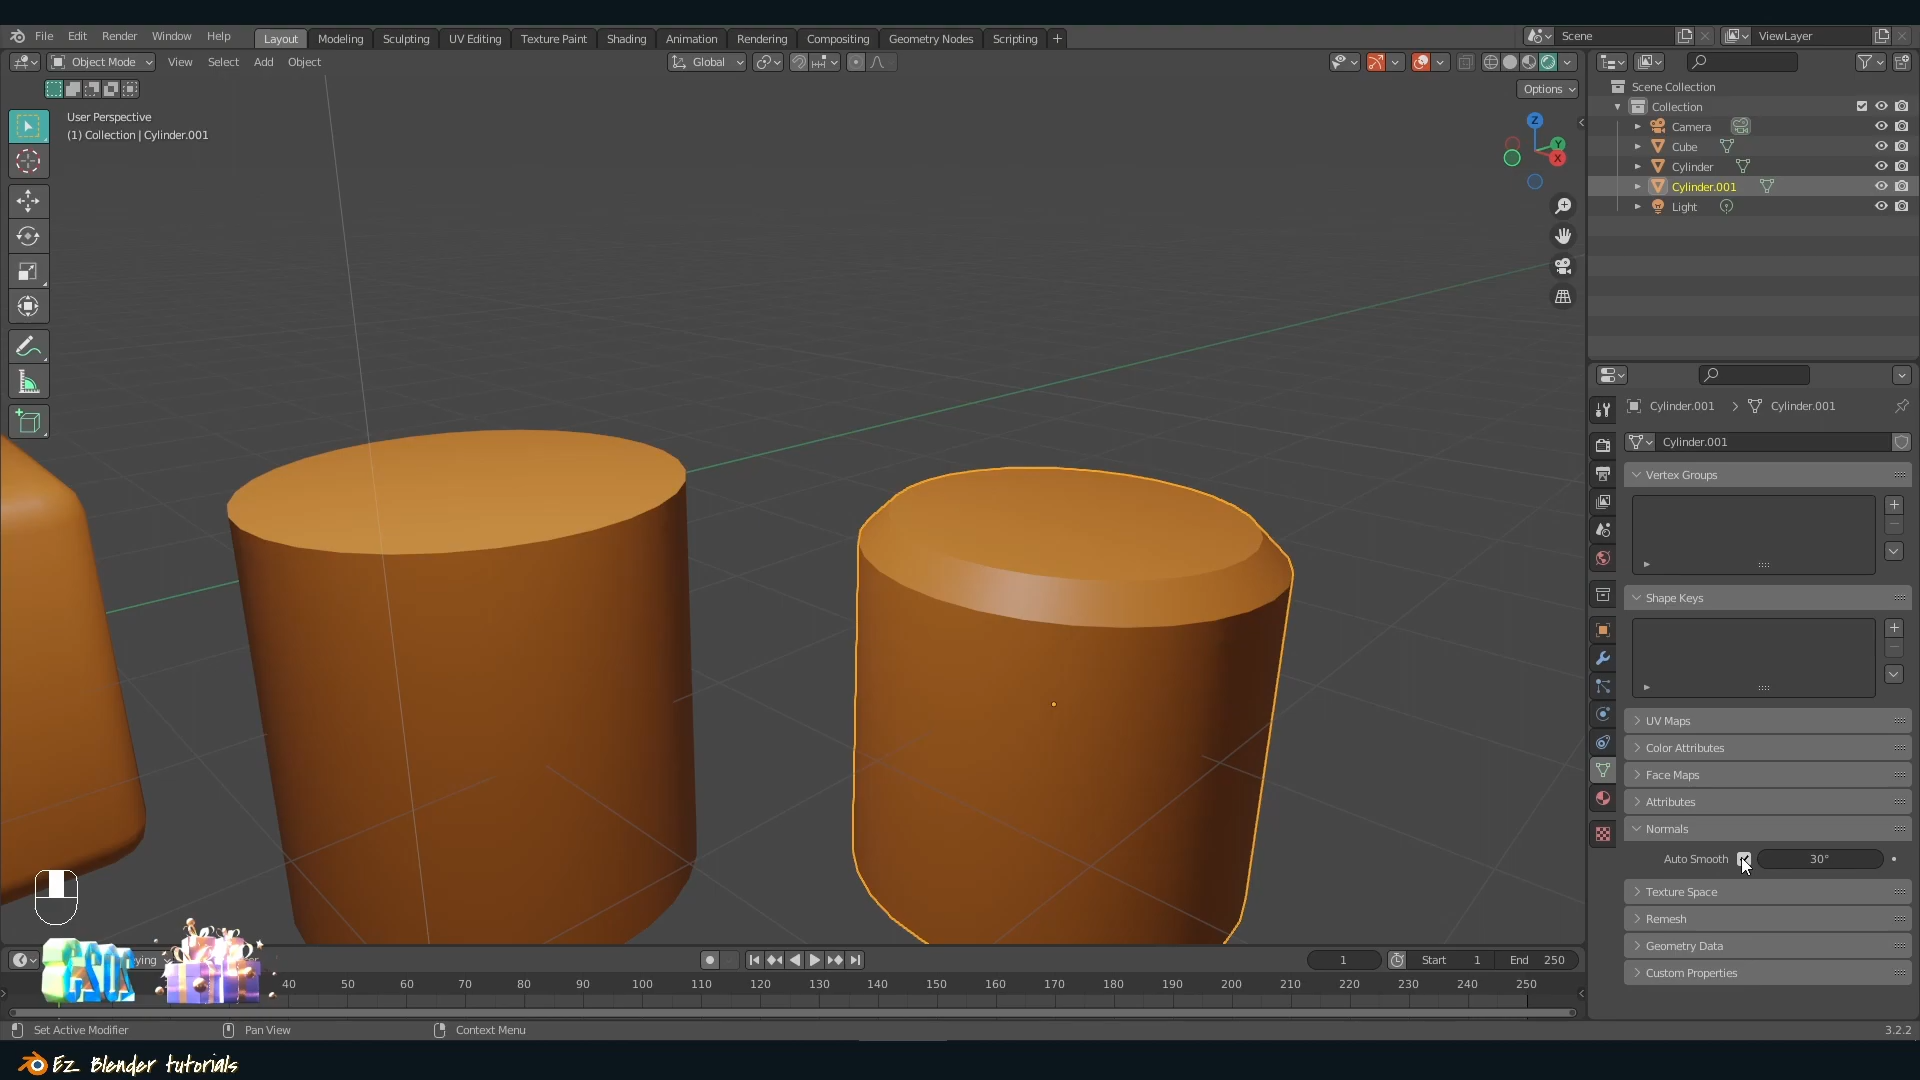 File Edit Render Window Help Layout Modeling Sculpting UV Editing Texture Paint Shading Animation Rendering Compositing Geometry Nodes Scripting + Scene ViewLayer
Object Mode View Select Add Object Global
Options
User Perspective
(1) Collection | Cylinder.001
Z
Y
X
Scene Collection
Collection
Camera
Cube
Cylinder
Cylinder.001
Light
Cylinder.001 > Cylinder.001
Cylinder.001
Vertex Groups
Shape Keys
UV Maps
Color Attributes
Face Maps
Attributes
Normals
Auto Smooth 30°
Texture Space
Remesh
Geometry Data
Custom Properties
1 Start 1 End 250
40 50 60 70 80 90 100 110 120 130 140 150 160 170 180 190 200 210 220 230 240 250
Set Active Modifier Pan View Context Menu 3.2.2
Ez Blender tutorials